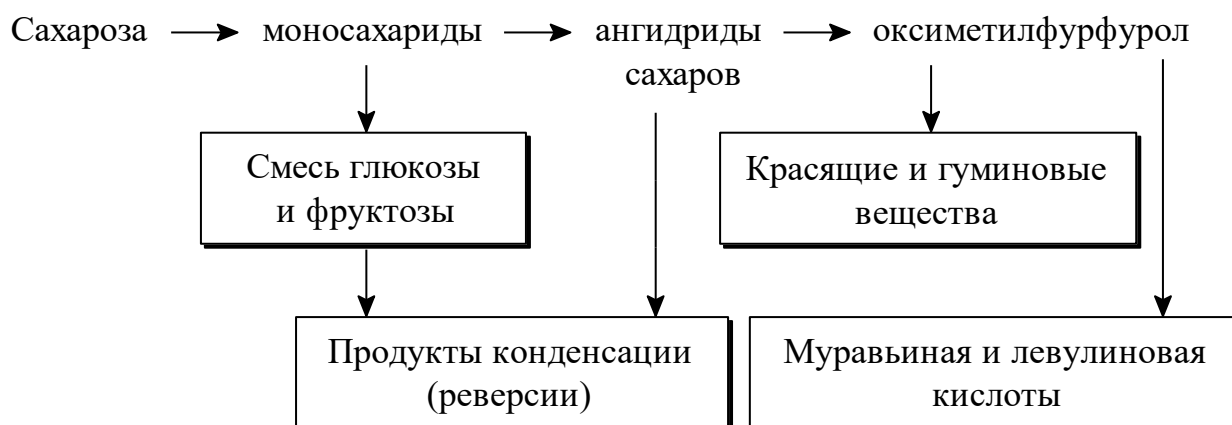 Сахароза → моносахариды → ангидриды сахаров → оксиметилфурфурол
Смесь глюкозы
и фруктозы
Красящие и гуминовые
вещества
Продукты конденсации
(реверсии)
Муравьиная и левулиновая
кислоты